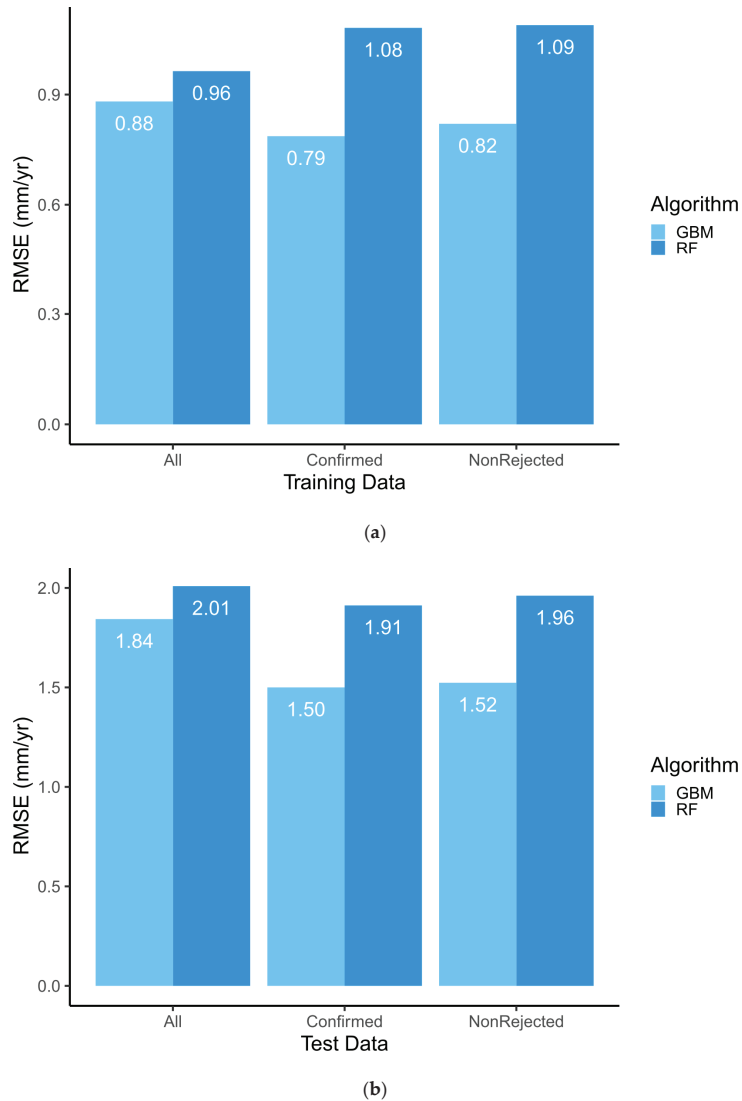 0.9
0.6
0.3
0.0
RMSE (mm/yr)
0.88
0.96
0.79
1.08
0.82
1.09
All
Confirmed
NonRejected
Training Data
Algorithm
GBM
RF
(a)
2.0
1.5
1.0
0.5
0.0
RMSE (mm/yr)
1.84
2.01
1.50
1.91
1.52
1.96
All
Confirmed
NonRejected
Test Data
Algorithm
GBM
RF
(b)